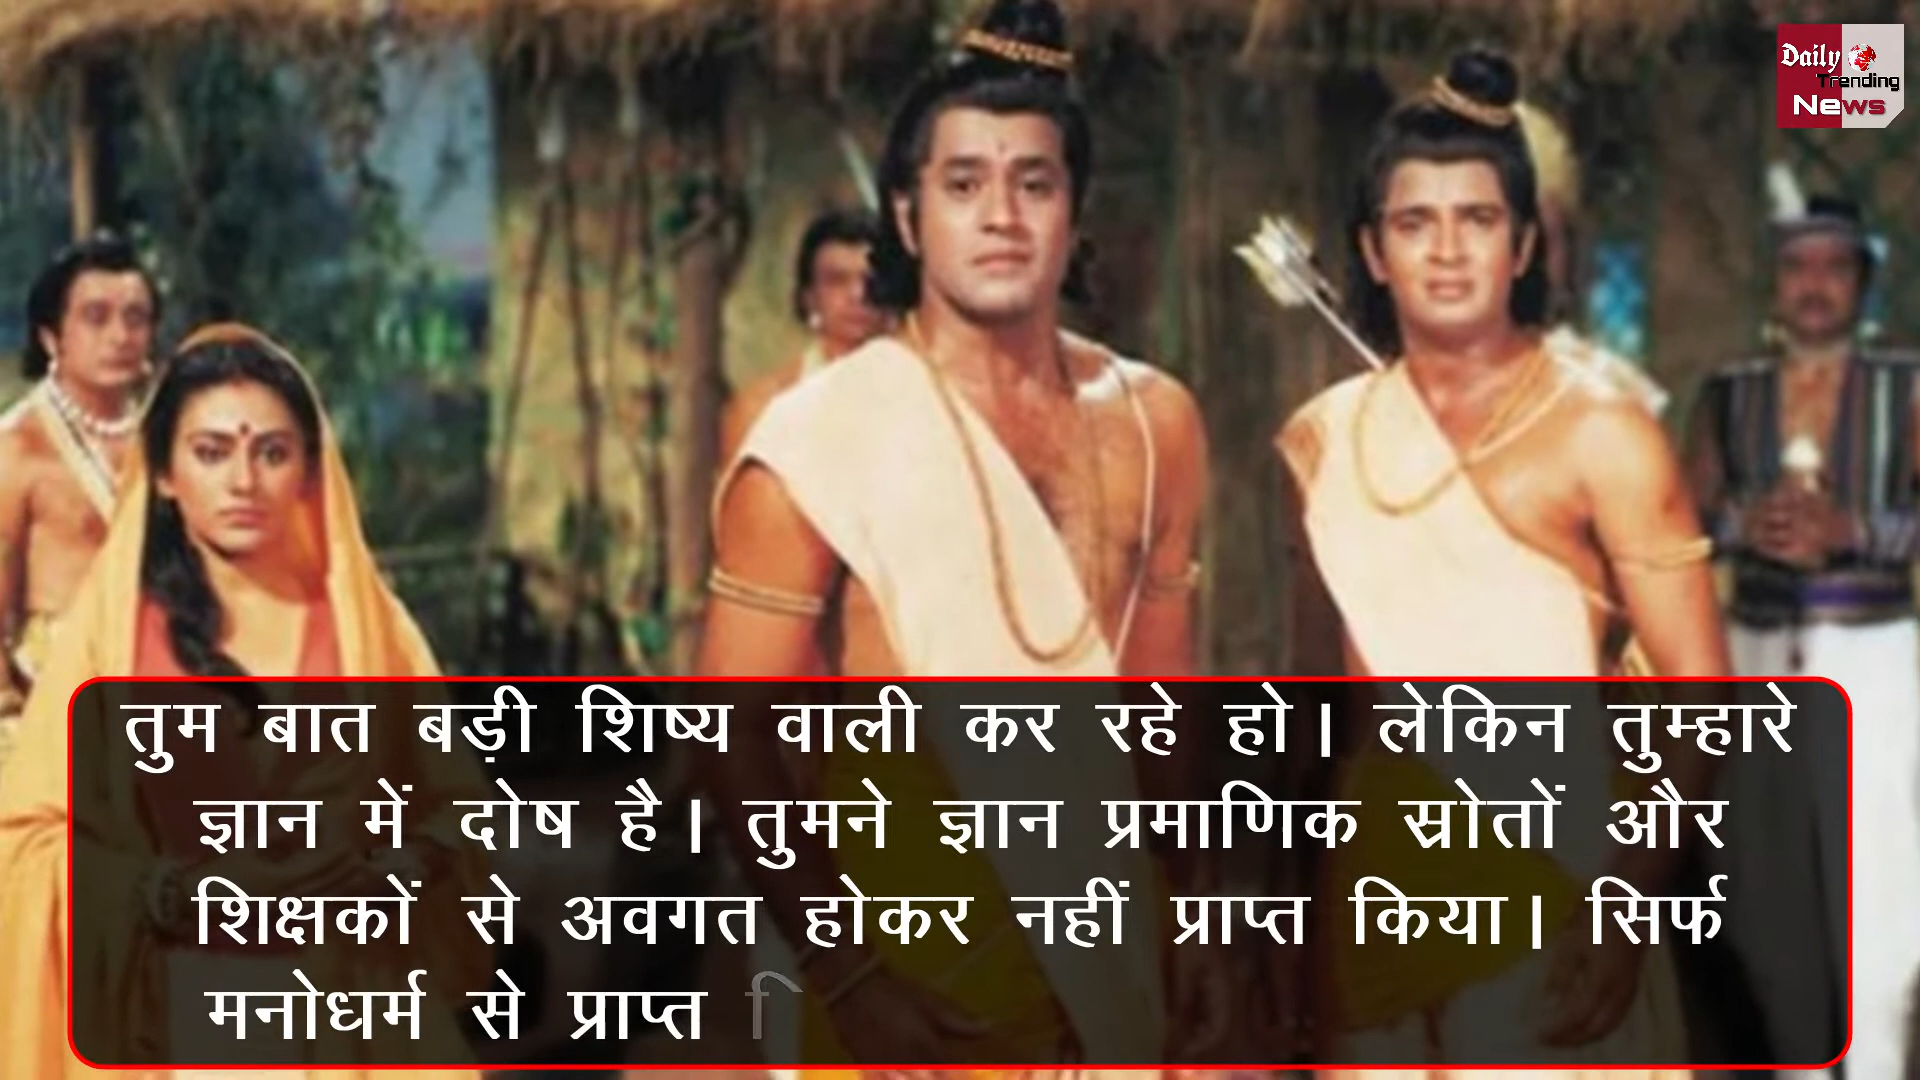 Daily
Trending
News
तुम बात बड़ी शिष्य वाली कर रहे हो। लेकिन तुम्हारे
ज्ञान में दोष है। तुमने ज्ञान प्रमाणिक स्रोतों और
शिक्षकों से अवगत होकर नहीं प्राप्त किया। सिर्फ
मनोधर्म से प्राप्त